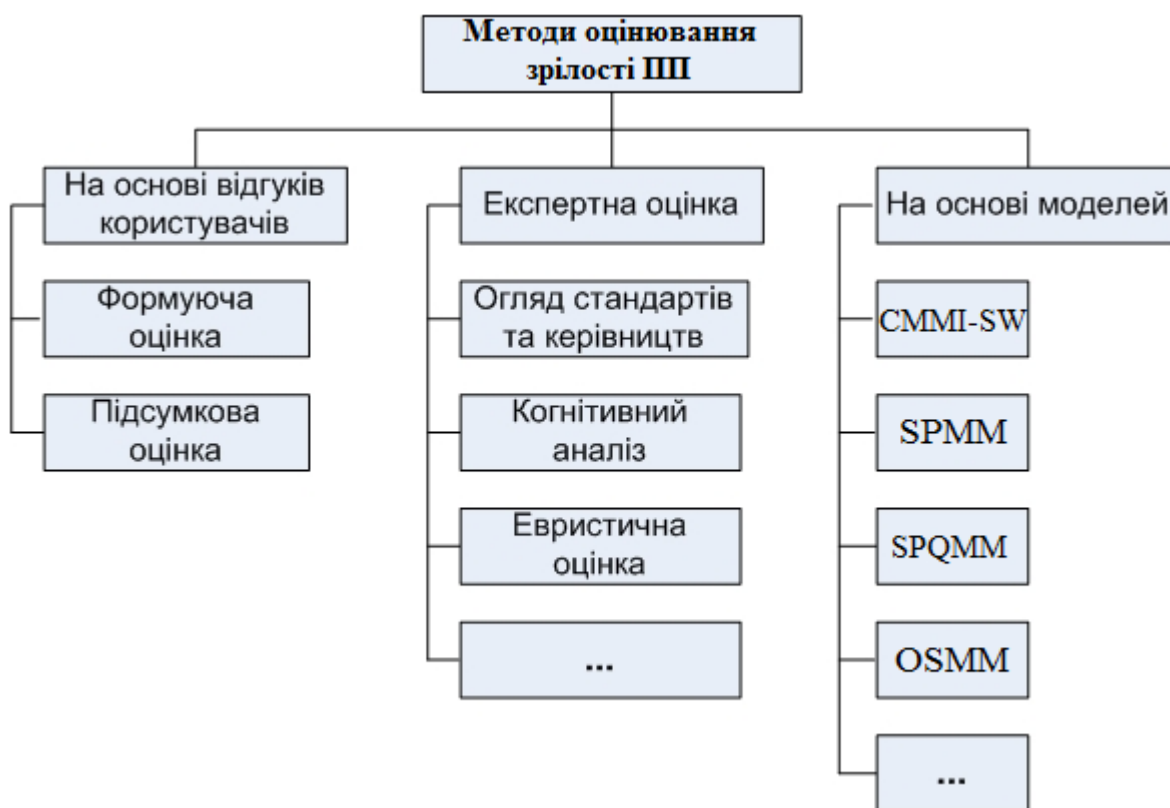 Методи оцінювання
зрілості ПП
На основі відгуків
користувачів
Формуюча
оцінка
Підсумкова
оцінка
Експертна оцінка
Огляд стандартів
та керівництв
Когнітивний
аналіз
Евристична
оцінка
...
На основі моделей
CMMI-SW
SPMM
SPQMM
OSMM
...